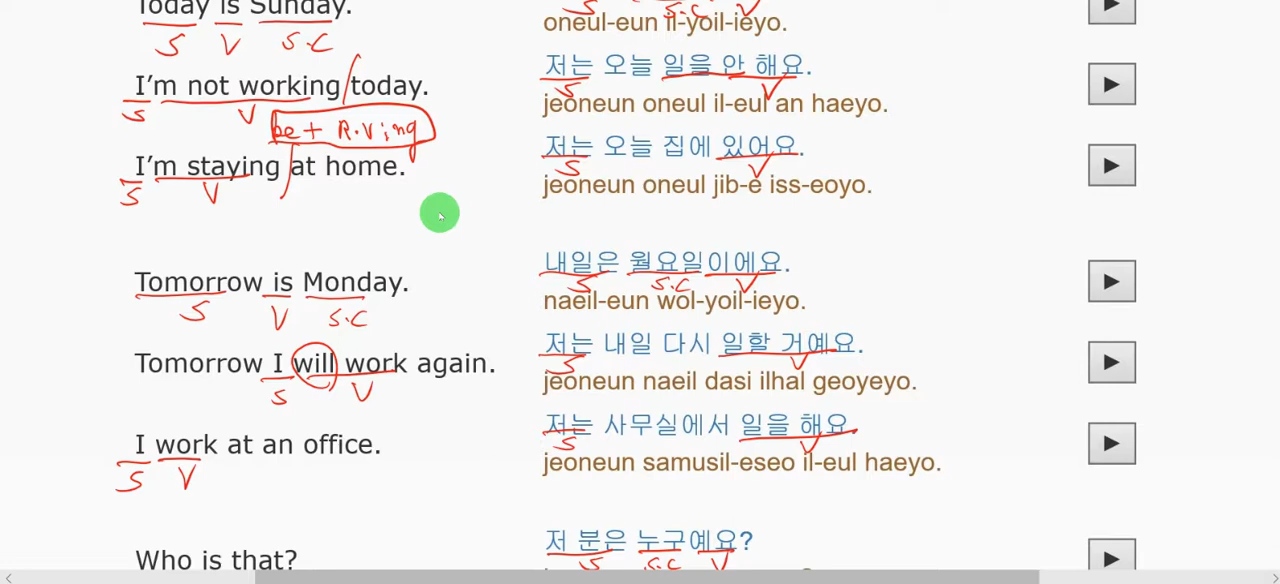 Today is Sunday.
S V S.C
S S.C V
oneul-eun il-yoil-ieyo.
I'm not working today.
S V
저는 오늘 일을 안 해요.
S V
jeoneun oneul il-eul an haeyo.
be + R.Ving
I'm staying at home.
S V
저는 오늘 집에 있어요.
S V
jeoneun oneul jib-e iss-eoyo.
Tomorrow is Monday.
S V S.C
내일은 월요일이에요.
S S.C V
naeil-eun wol-yoil-ieyo.
Tomorrow I will work again.
S V
저는 내일 다시 일할 거예요.
S V
jeoneun naeil dasi ilhal geoyeyo.
I work at an office.
S V
저는 사무실에서 일을 해요.
S V
jeoneun samusil-eseo il-eul haeyo.
Who is that?
저 분은 누구예요?
S S.C V